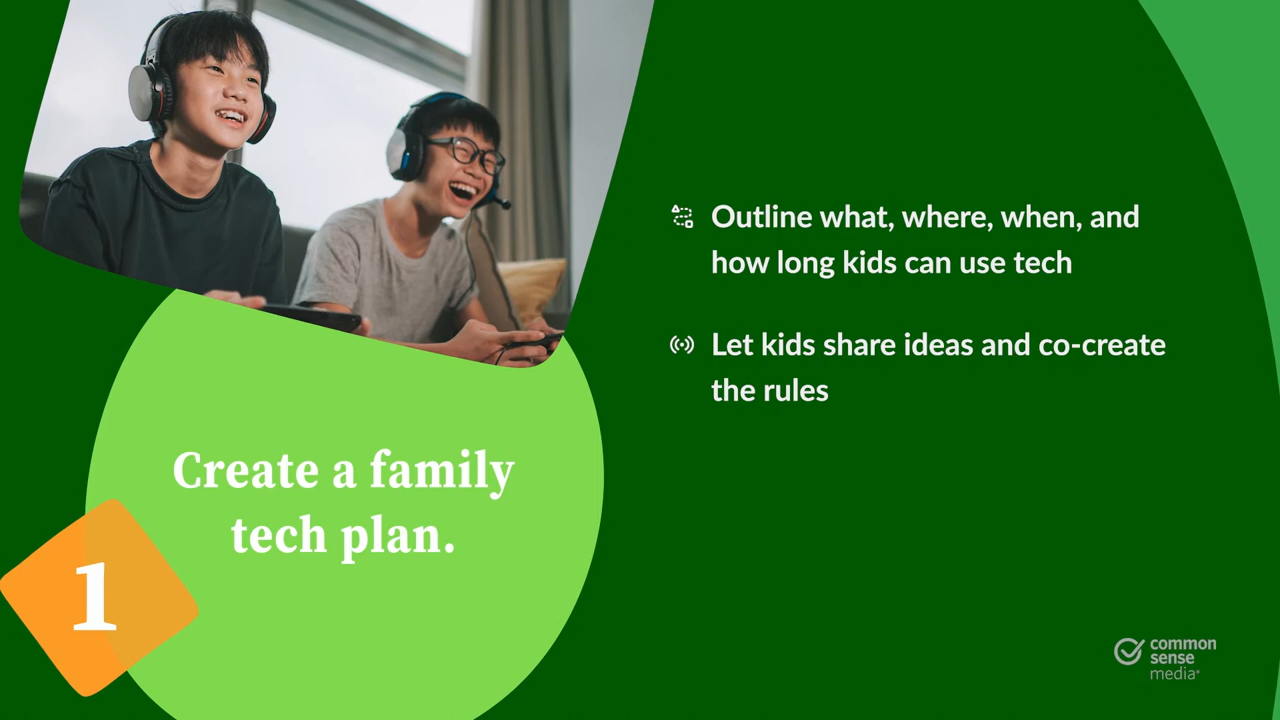 Create a family
tech plan.
1
Outline what, where, when, and
how long kids can use tech
Let kids share ideas and co-create
the rules
common
sense
media®